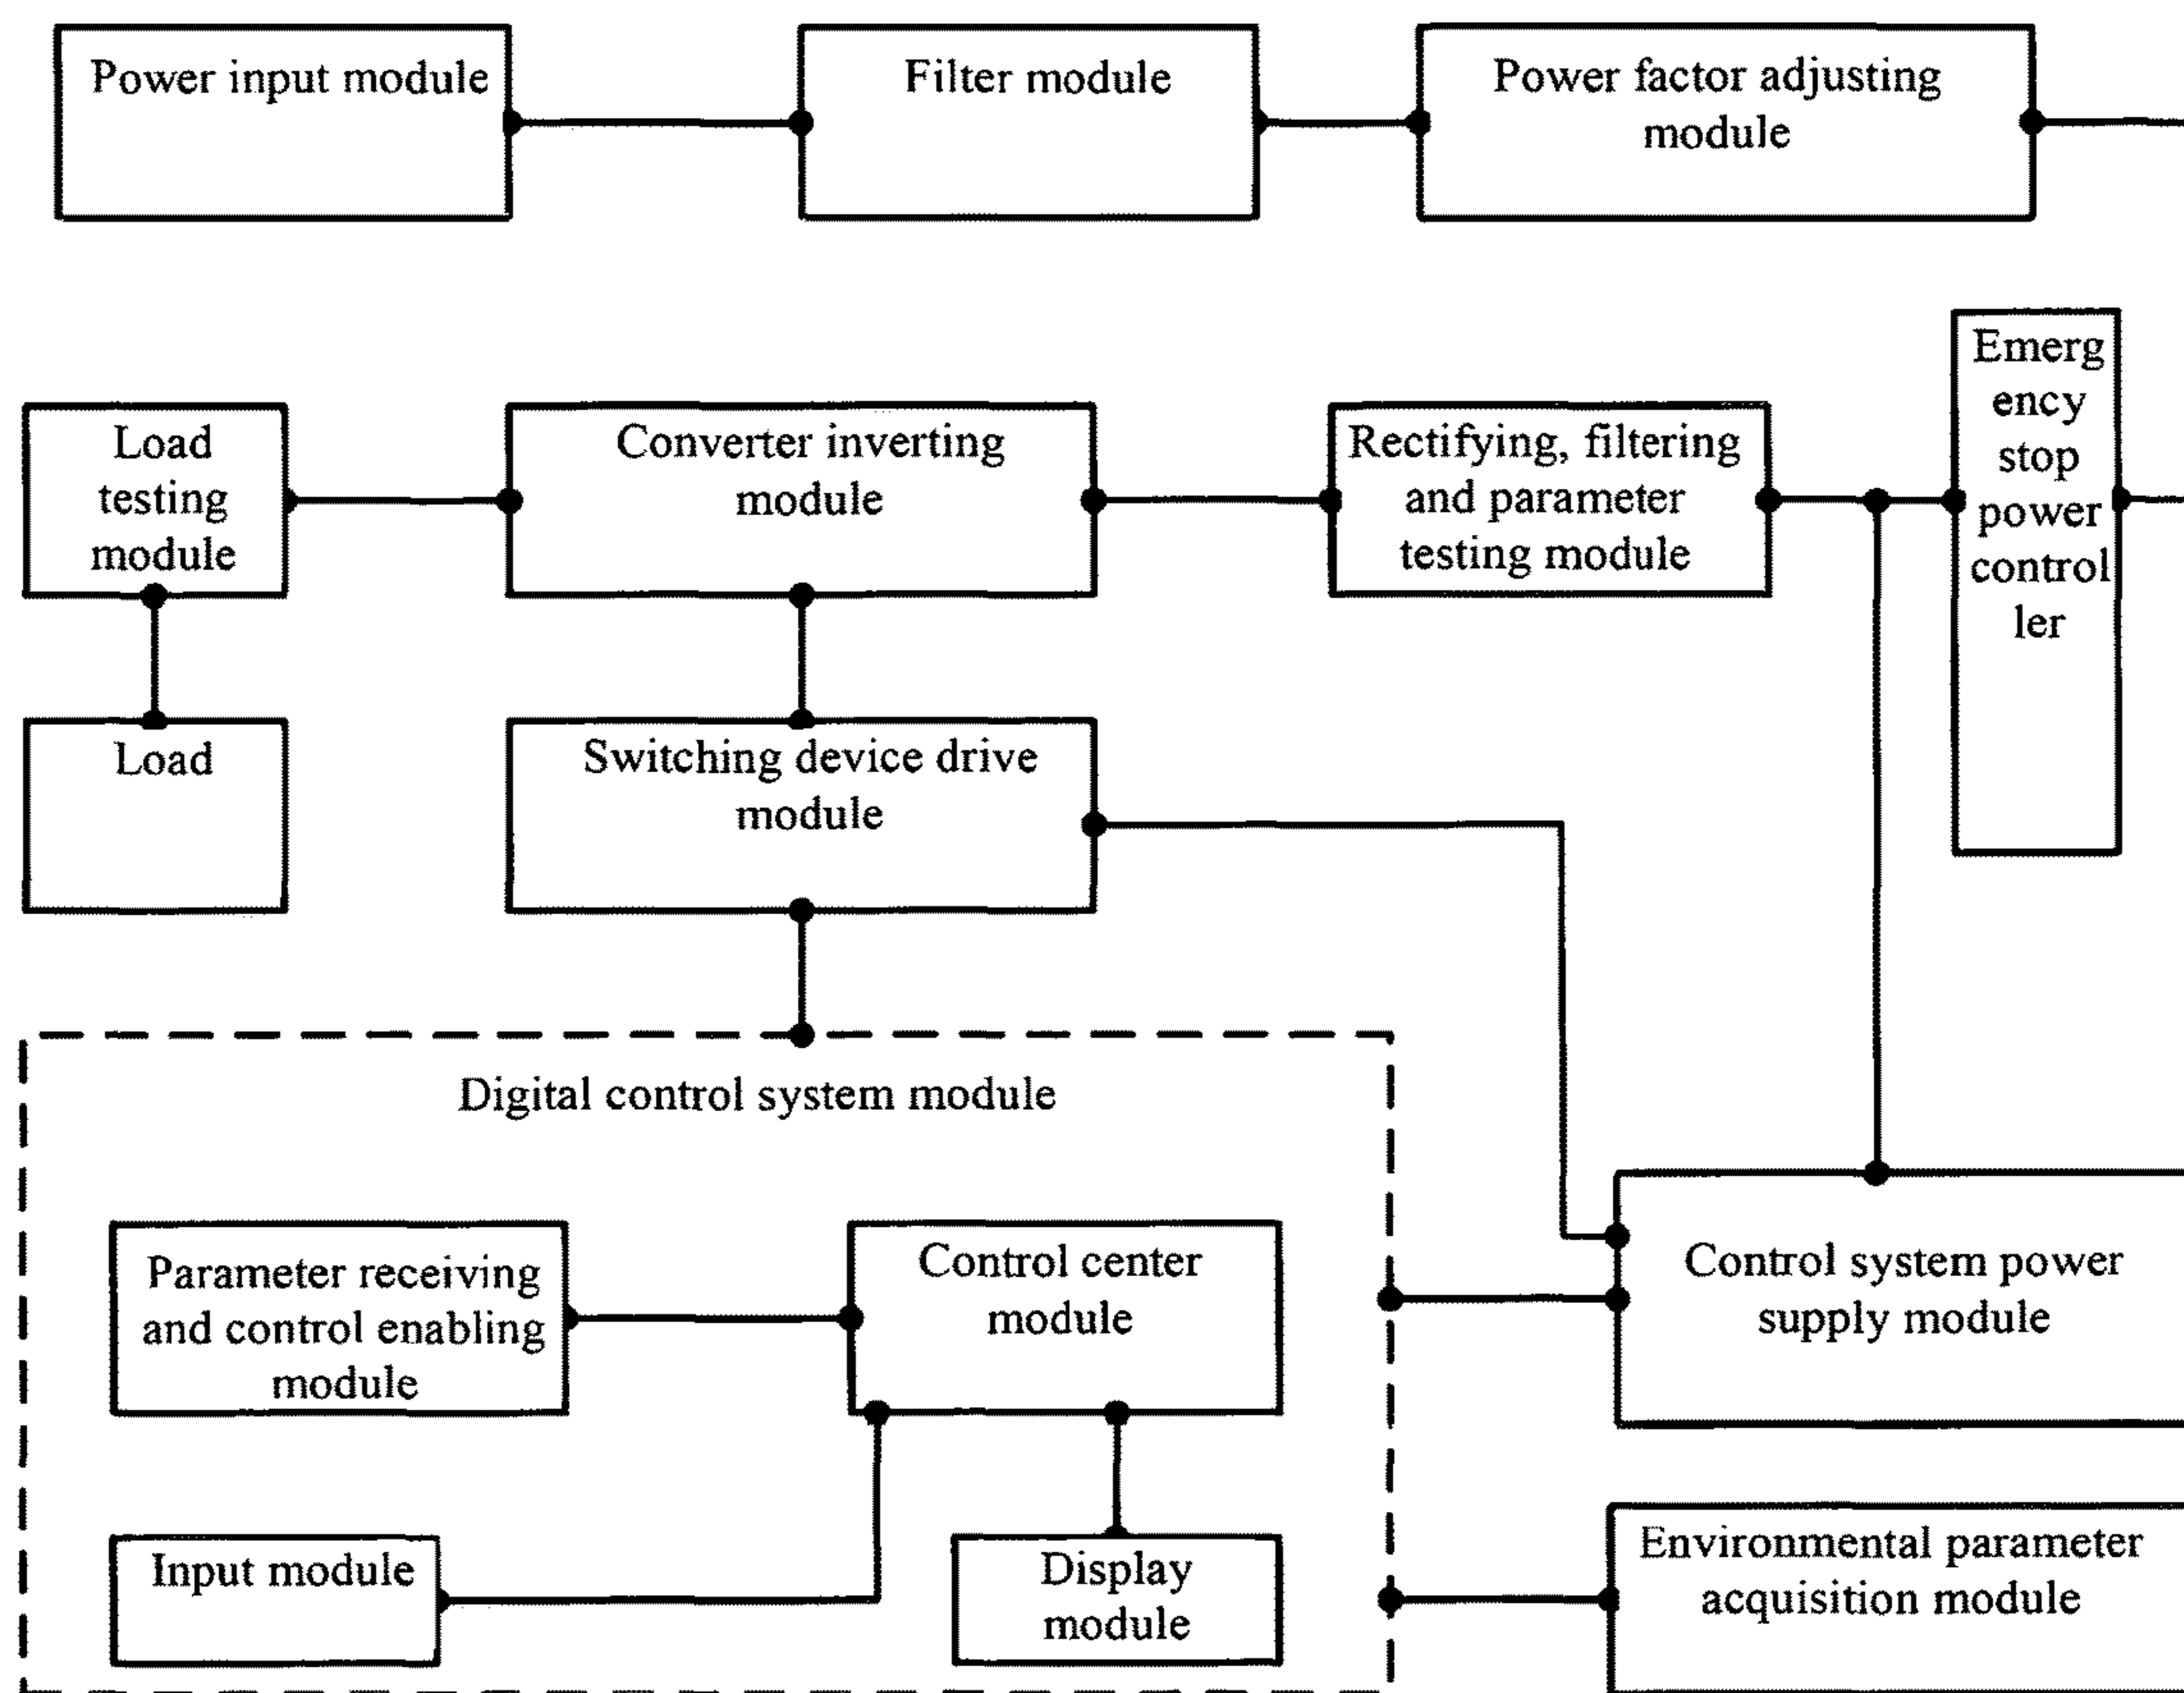 Power input module
Filter module
Power factor adjusting
module
Load
testing
module
Converter inverting
module
Rectifying, filtering
and parameter
testing module
Emerg
ency
stop
power
control
ler
Load
Switching device drive
module
Digital control system module
Parameter receiving
and control enabling
module
Control center
module
Control system power
supply module
Input module
Display
module
Environmental parameter
acquisition module